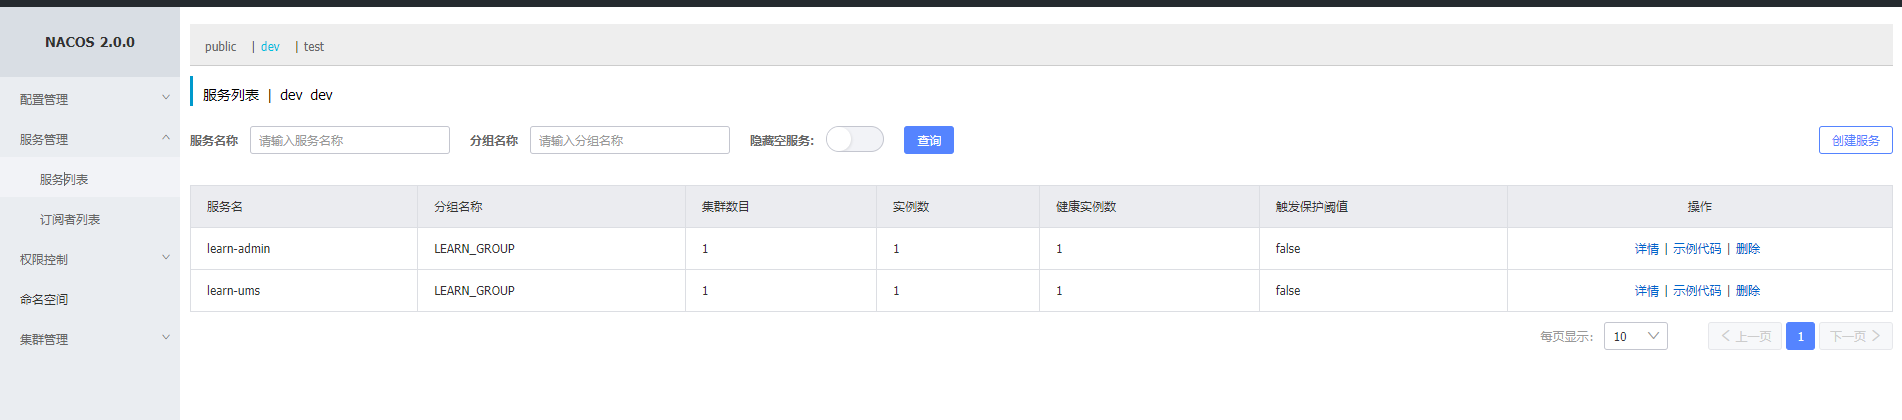 NACOS 2.0.0
配置管理
服务管理
服务列表
订阅者列表
权限控制
命名空间
集群管理
public | dev | test
服务列表 | dev dev
服务名称 请输入服务名称 分组名称 请输入分组名称 隐藏空服务: 查询 创建服务
服务名 分组名称 集群数目 实例数 健康实例数 触发保护阈值 操作
learn-admin LEARN_GROUP 1 1 1 false 详情 | 示例代码 | 删除
learn-ums LEARN_GROUP 1 1 1 false 详情 | 示例代码 | 删除
每页显示: 10 上一页 1 下一页